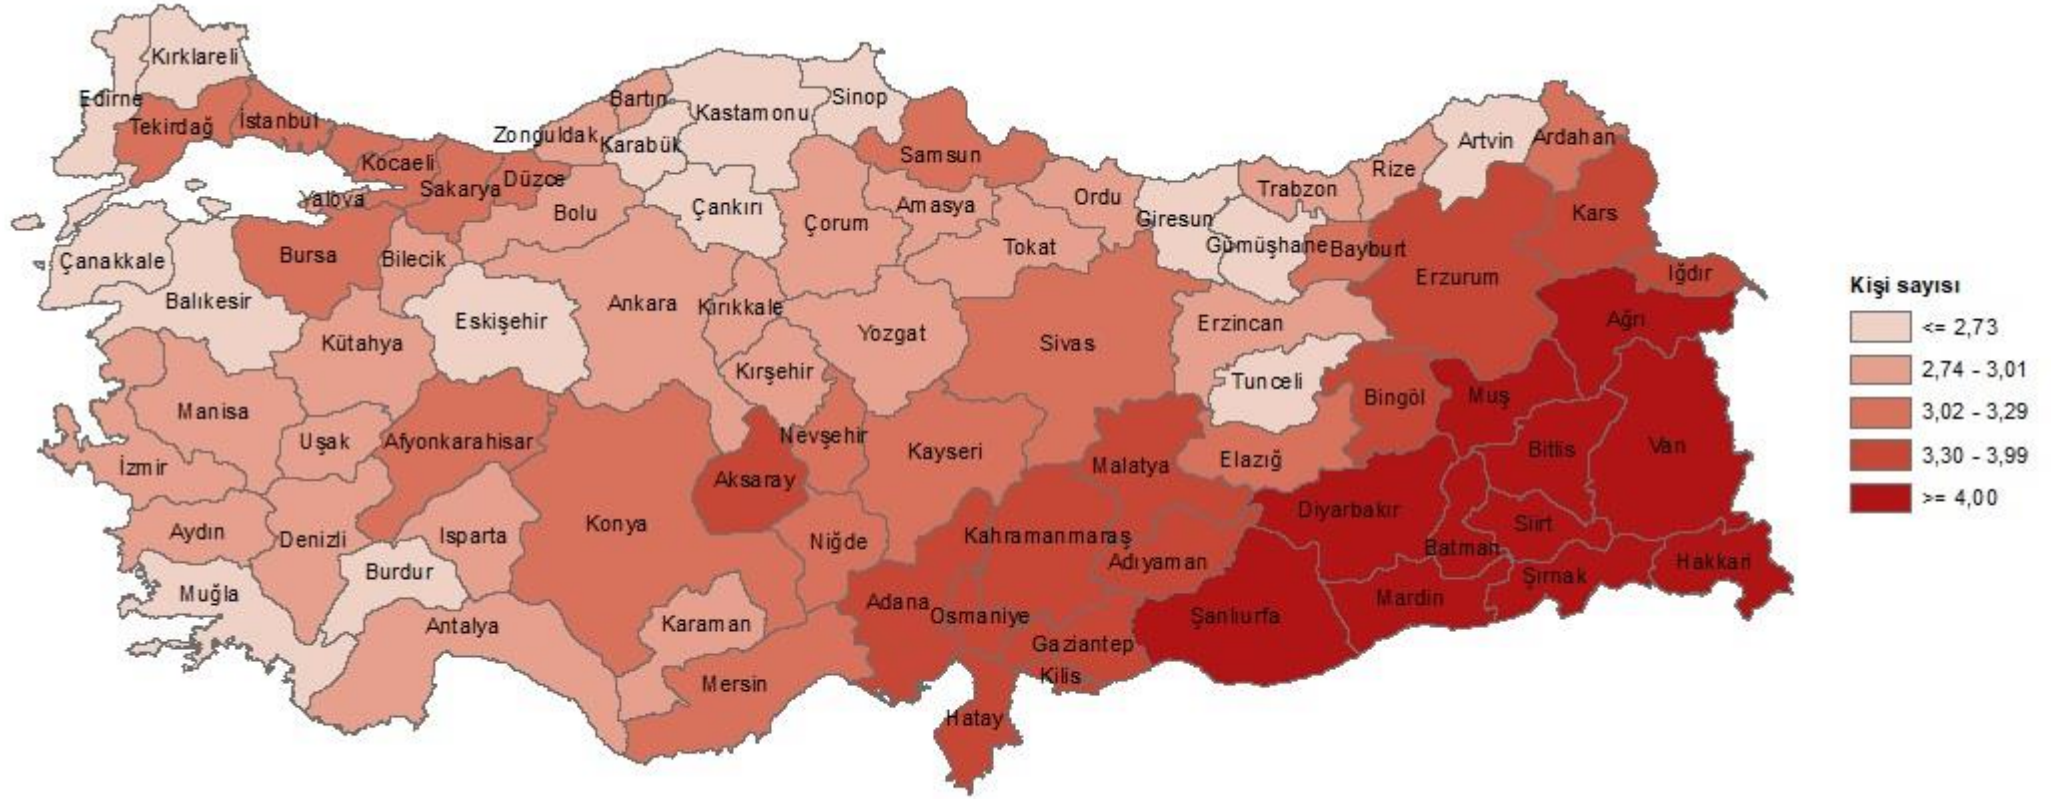 Kırklareli
Edirne
Tekirdağ
İstanbul
Kocaeli
Yalova
Sakarya
Düzce
Zonguldak
Bartın
Karabük
Kastamonu
Sinop
Çankırı
Bolu
Samsun
Çorum
Amasya
Ordu
Tokat
Giresun
Gümüşhane
Trabzon
Bayburt
Rize
Artvin
Ardahan
Kars
Iğdır
Erzurum
Ağrı
Çanakkale
Balıkesir
Bursa
Bilecik
Eskişehir
Kütahya
Ankara
Kırıkkale
Kırşehir
Yozgat
Sivas
Erzincan
Tunceli
Bingöl
Muş
Bitlis
Van
Manisa
Uşak
İzmir
Afyonkarahisar
Konya
Aksaray
Nevşehir
Kayseri
Malatya
Elazığ
Diyarbakır
Batman
Siirt
Şırnak
Hakkari
Mardin
Şanlıurfa
Adıyaman
Kahramanmaraş
Niğde
Adana
Osmaniye
Gaziantep
Kilis
Hatay
Aydın
Denizli
Isparta
Burdur
Muğla
Antalya
Karaman
Mersin
Kişi sayısı
<= 2,73
2,74 - 3,01
3,02 - 3,29
3,30 - 3,99
>= 4,00